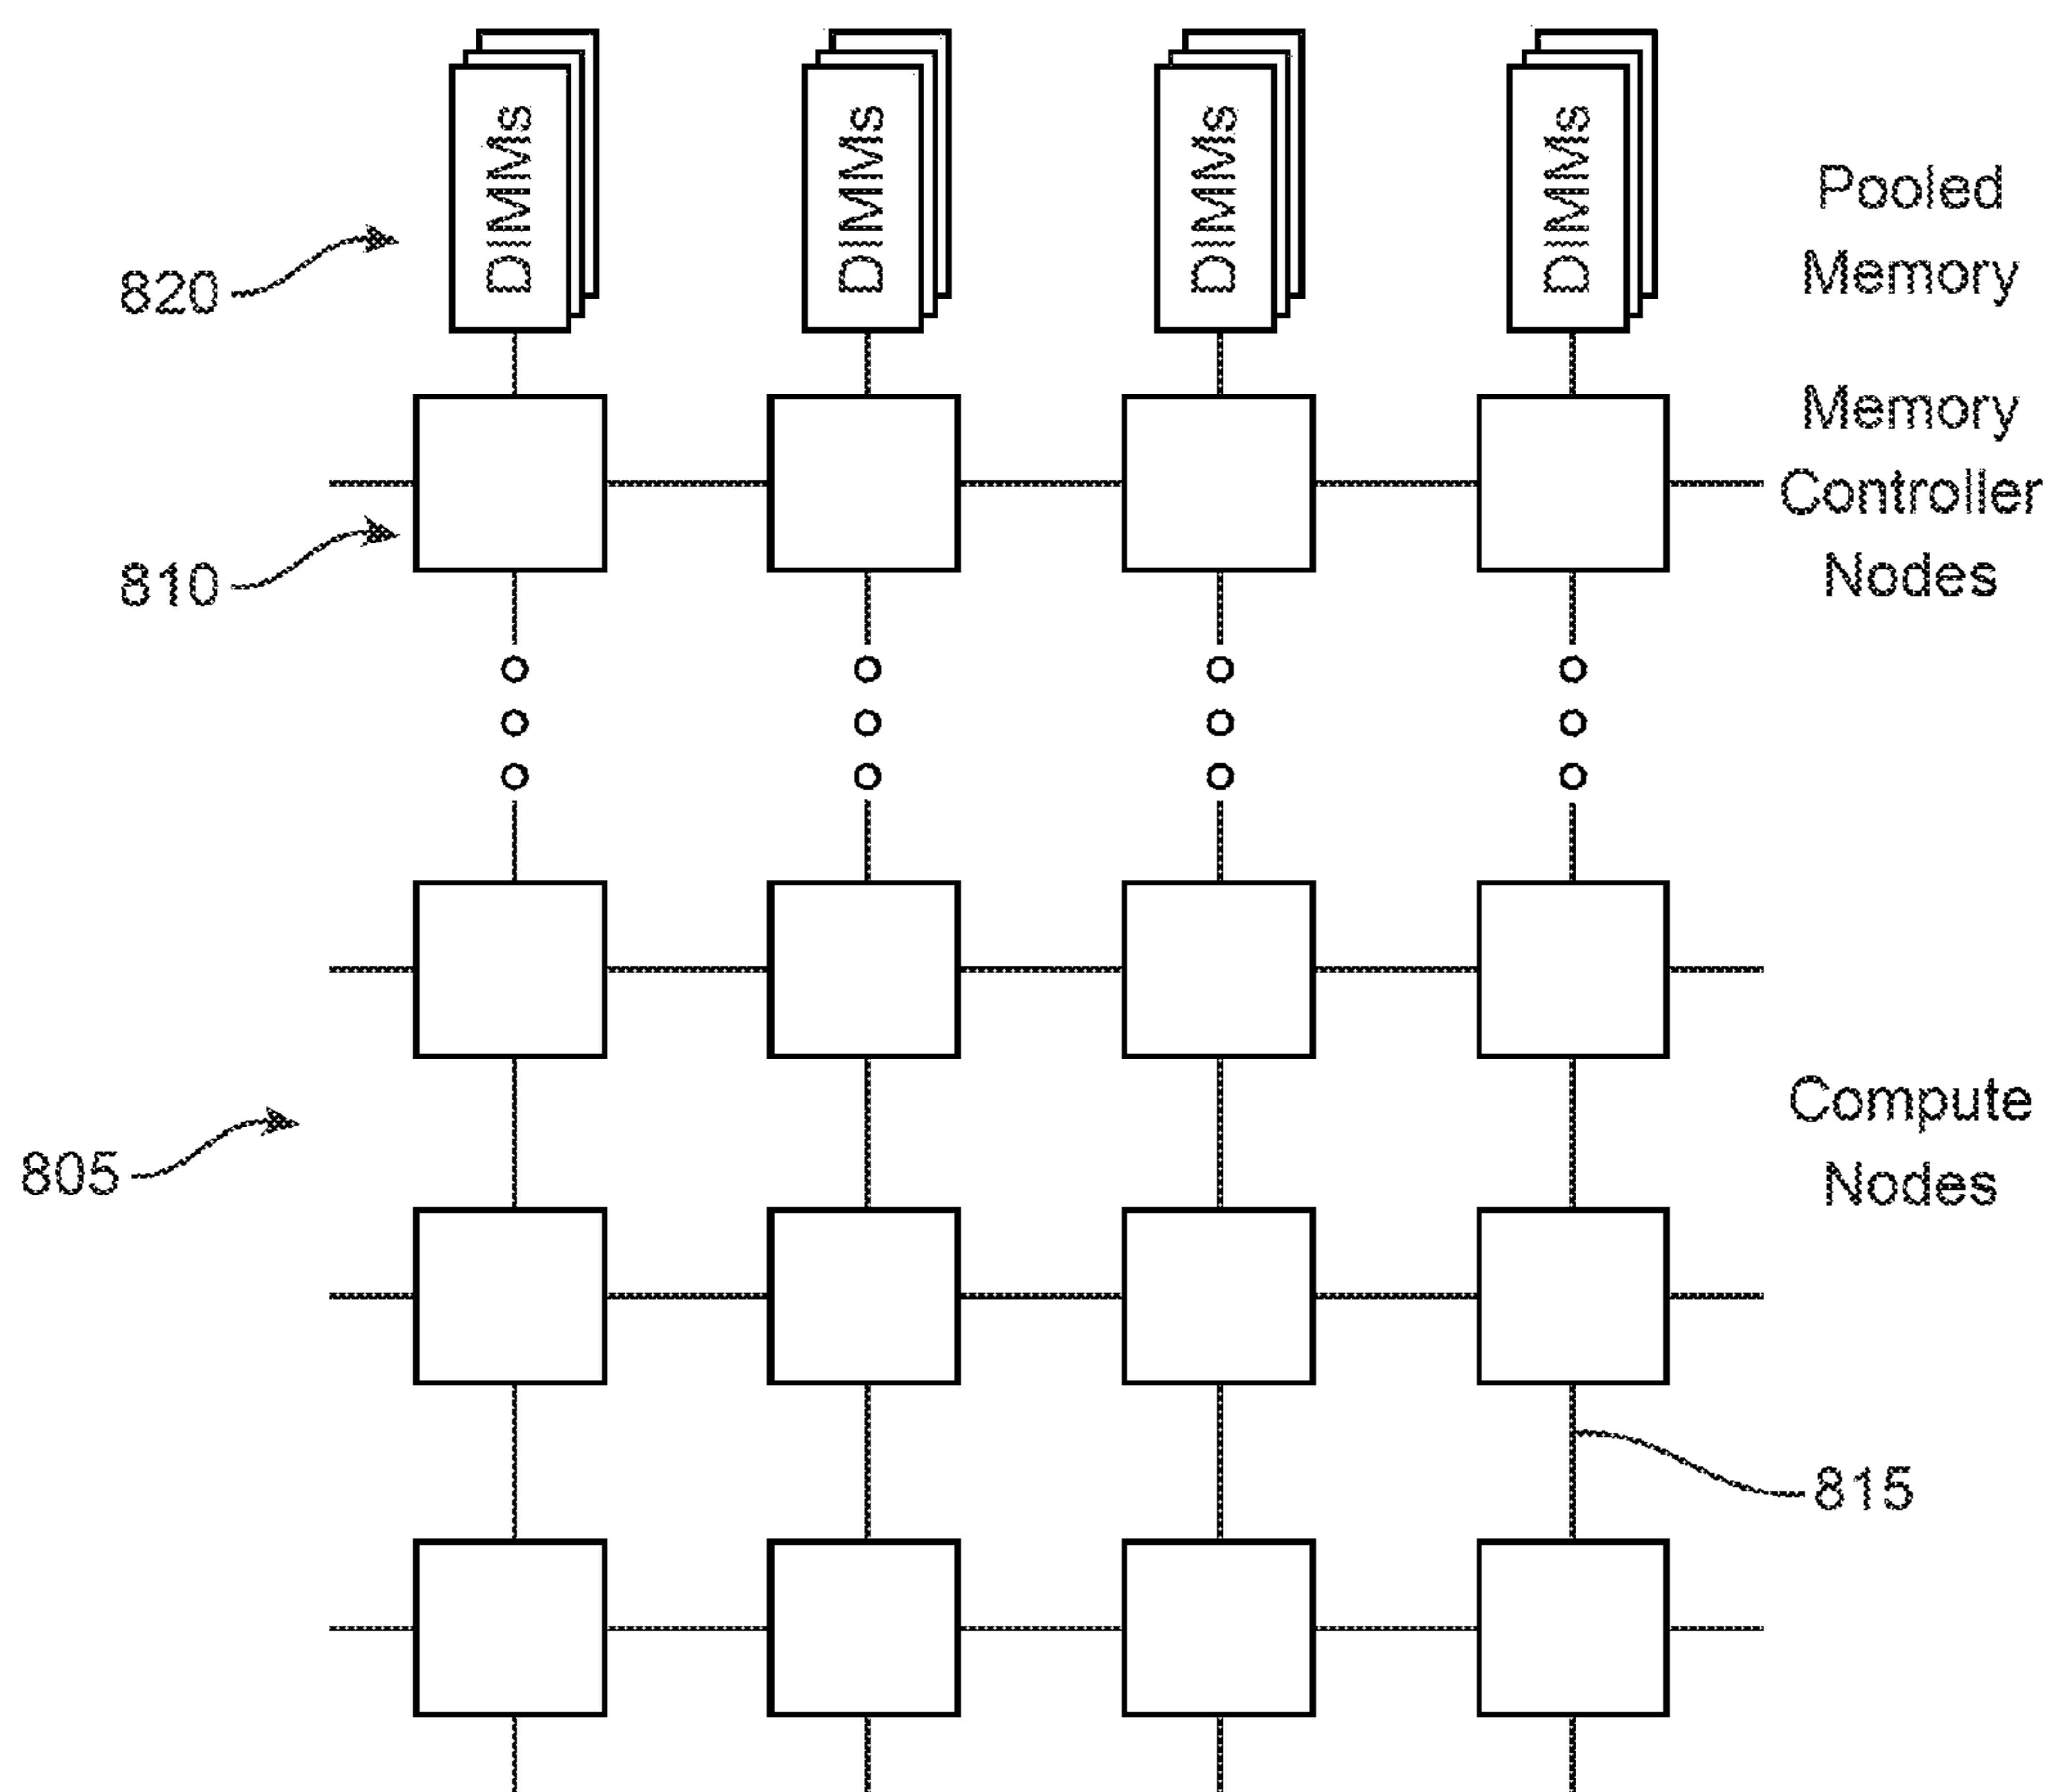 DIMMs
DIMMs
DIMMs
DIMMs
Pooled
Memory
820
Memory
Controller
Nodes
810
Compute
Nodes
805
815